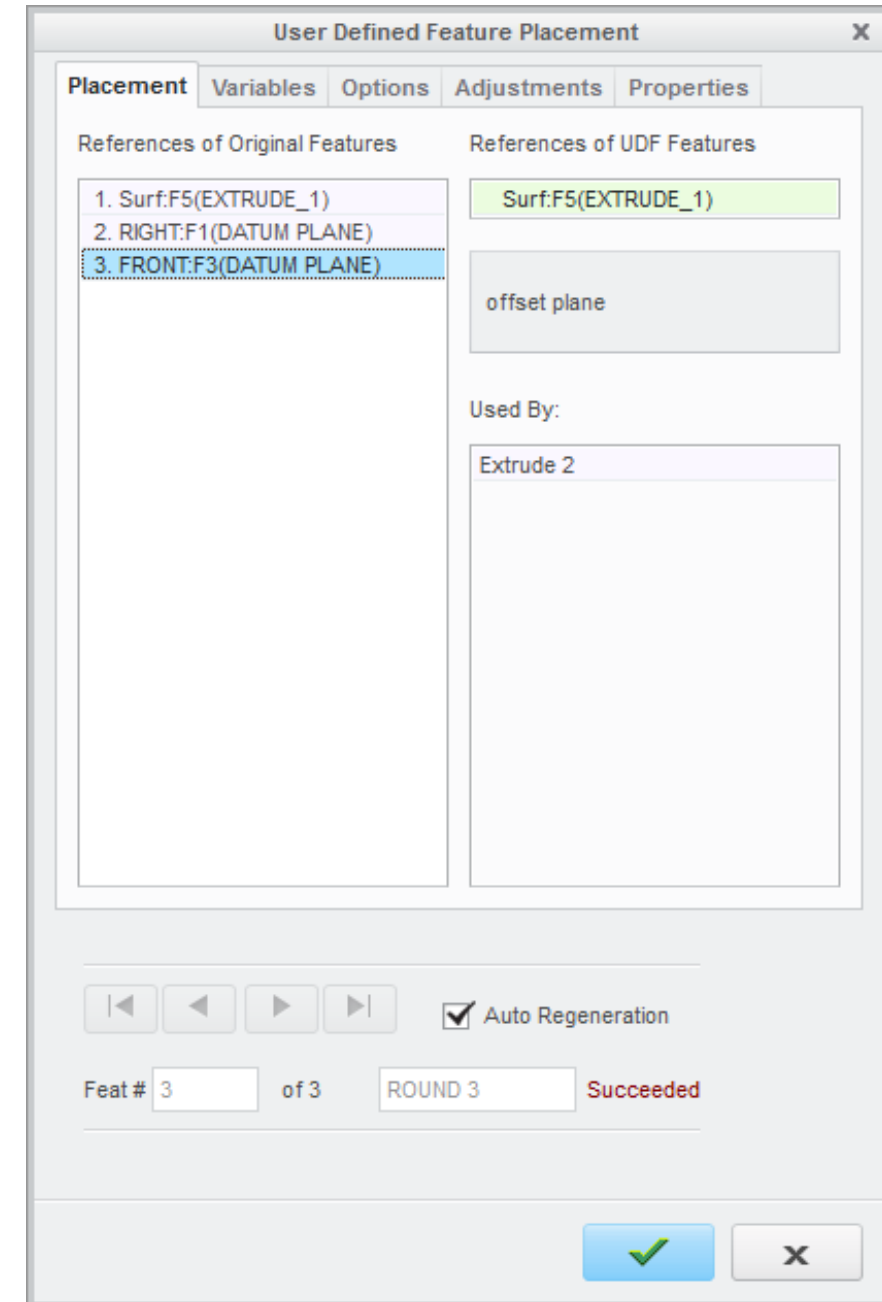 User Defined Feature Placement
Placement Variables Options Adjustments Properties
References of Original Features
References of UDF Features
1. Surf:F5(EXTRUDE_1)
2. RIGHT:F1(DATUM PLANE)
3. FRONT:F3(DATUM PLANE)
Surf:F5(EXTRUDE_1)
offset plane
Used By:
Extrude 2
Auto Regeneration
Feat # 3 of 3 ROUND 3 Succeeded